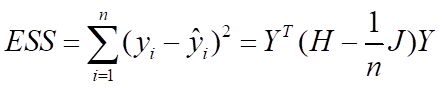 $ESS = \sum_{i=1}^{n} (y_i - \hat{y}_i)^2 = Y^T (H - \frac{1}{n} J) Y$